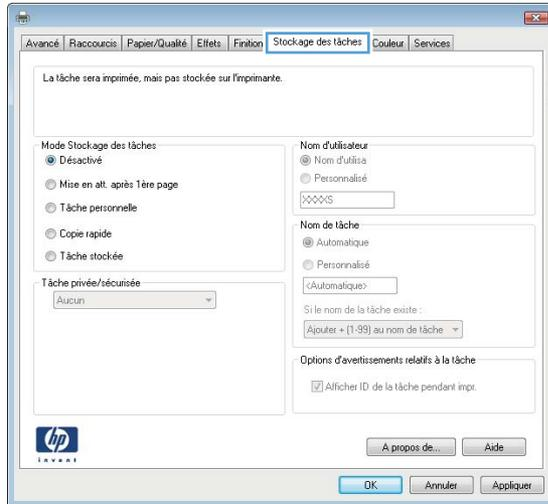 Avancé Raccourcis Papier/Qualité Effets Finition Stockage des tâches Couleur Services
La tâche sera imprimée, mais pas stockée sur l'imprimante.
Mode Stockage des tâches
Désactivé
Mise en att. après 1ère page
Tâche personnelle
Copie rapide
Tâche stockée
Tâche privée/sécurisée
Aucun
Nom d'utilisateur
Nom d'utilisa
Personnalisé
XXXXS
Nom de tâche
Automatique
Personnalisé
<Automatique>
Si le nom de la tâche existe :
Ajouter + (1-99) au nom de tâche
Options d'avertissements relatifs à la tâche
Afficher ID de la tâche pendant impr.
hp
invent
A propos de... Aide
OK Annuler Appliquer